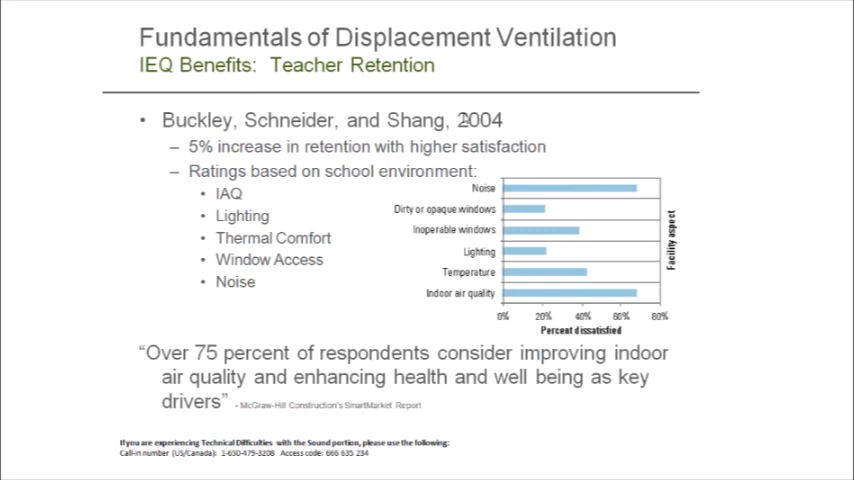 Fundamentals of Displacement Ventilation
IEQ Benefits: Teacher Retention
• Buckley, Schneider, and Shang, 2004
– 5% increase in retention with higher satisfaction
– Ratings based on school environment:
• IAQ
• Lighting
• Thermal Comfort
• Window Access
• Noise
Noise
Dirty or opaque windows
Inoperable windows
Lighting
Temperature
Indoor air quality
0% 20% 40% 60% 80%
Percent dissatisfied
Facility aspect
“Over 75 percent of respondents consider improving indoor
air quality and enhancing health and well being as key
drivers” - McGraw-Hill Construction's SmartMarket Report
If you are experiencing Technical Difficulties with the Sound portion, please use the following:
Call-in number (US/Canada): 1-650-479-3208 Access code: 666 635 234